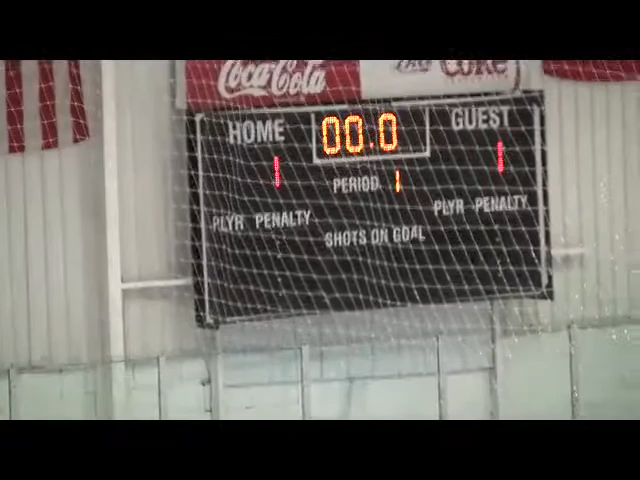 Coca-Cola Coke
HOME 00.0 GUEST
1 PERIOD 1 1
PLYR PENALTY PLYR PENALTY
SHOTS ON GOAL